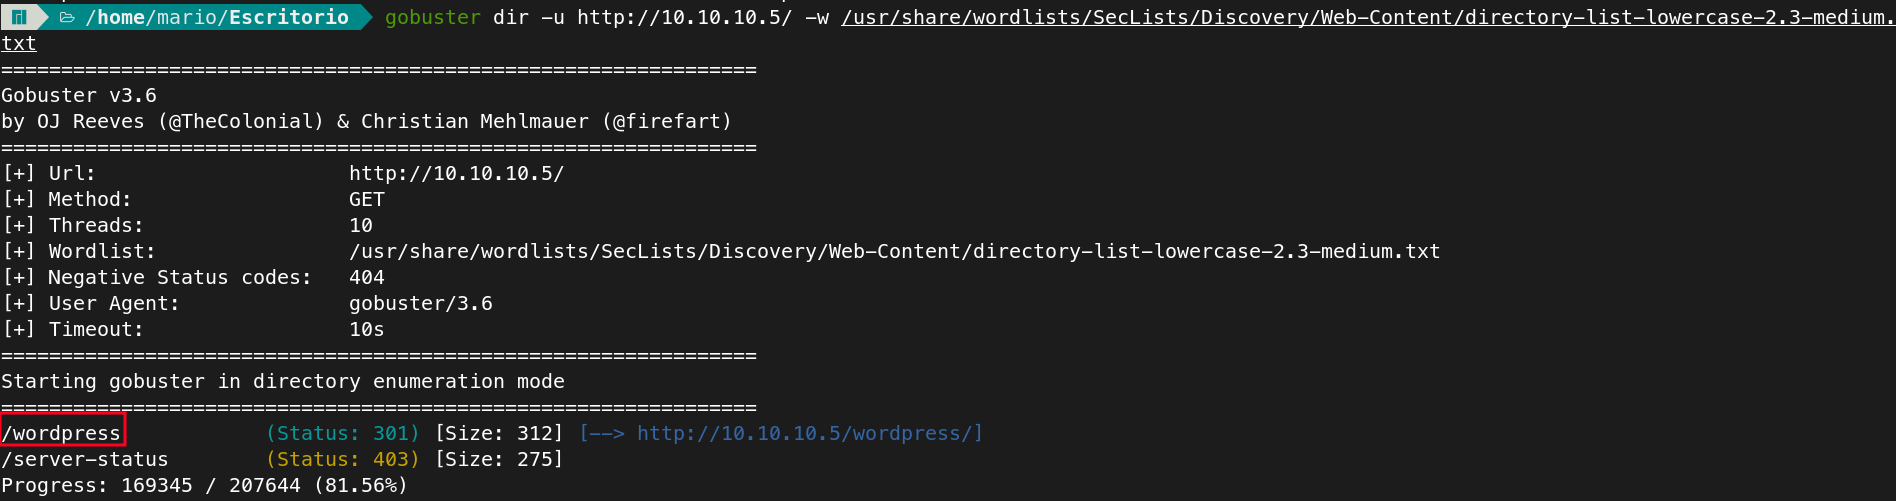 /home/mario/Escritorio gobuster dir -u http://10.10.10.5/ -w /usr/share/wordlists/SecLists/Discovery/Web-Content/directory-list-lowercase-2.3-medium.
txt
===============================================================
Gobuster v3.6
by OJ Reeves (@TheColonial) & Christian Mehlmauer (@firefart)
===============================================================
[+] Url:                     http://10.10.10.5/
[+] Method:                  GET
[+] Threads:                 10
[+] Wordlist:                /usr/share/wordlists/SecLists/Discovery/Web-Content/directory-list-lowercase-2.3-medium.txt
[+] Negative Status codes:   404
[+] User Agent:              gobuster/3.6
[+] Timeout:                 10s
===============================================================
Starting gobuster in directory enumeration mode
===============================================================
/wordpress            (Status: 301) [Size: 312] [--> http://10.10.10.5/wordpress/]
/server-status        (Status: 403) [Size: 275]
Progress: 169345 / 207644 (81.56%)